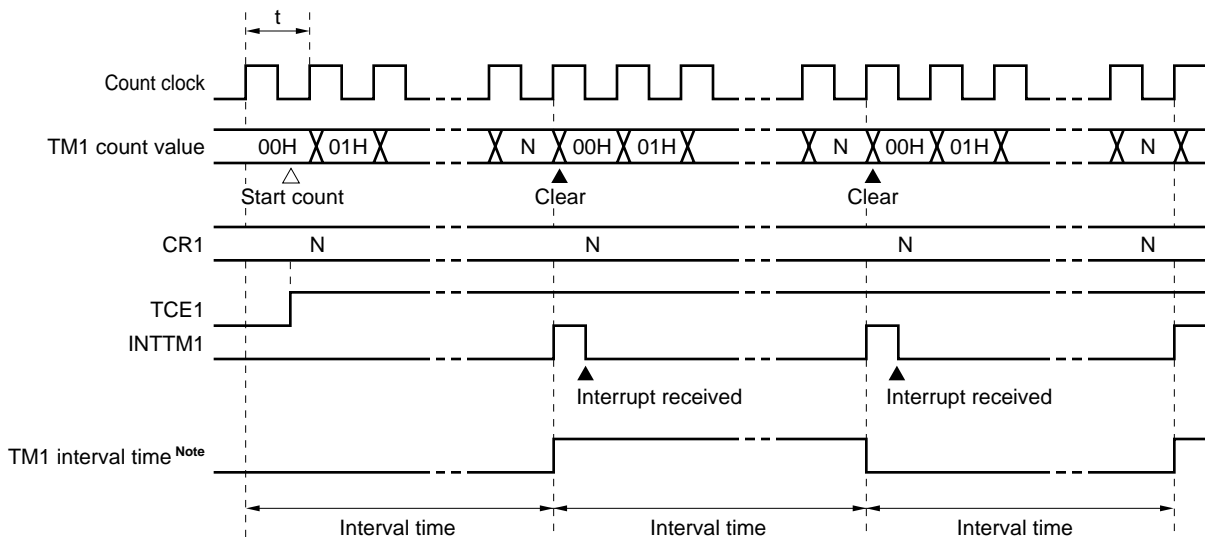 t
Count clock
TM1 count value 00H 01H N 00H 01H N 00H 01H N
Start count Clear Clear
CR1 N N N N
TCE1
INTTM1
Interrupt received Interrupt received
TM1 interval time Note
Interval time Interval time Interval time